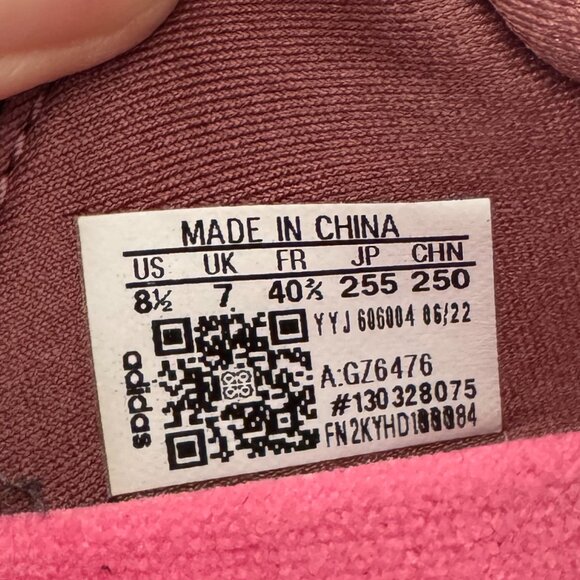 MADE IN CHINA
US UK FR JP CHN
8½ 7 40⅔ 255 250
YYJ 606004 06/22
adidas
A:GZ6476
#130328075